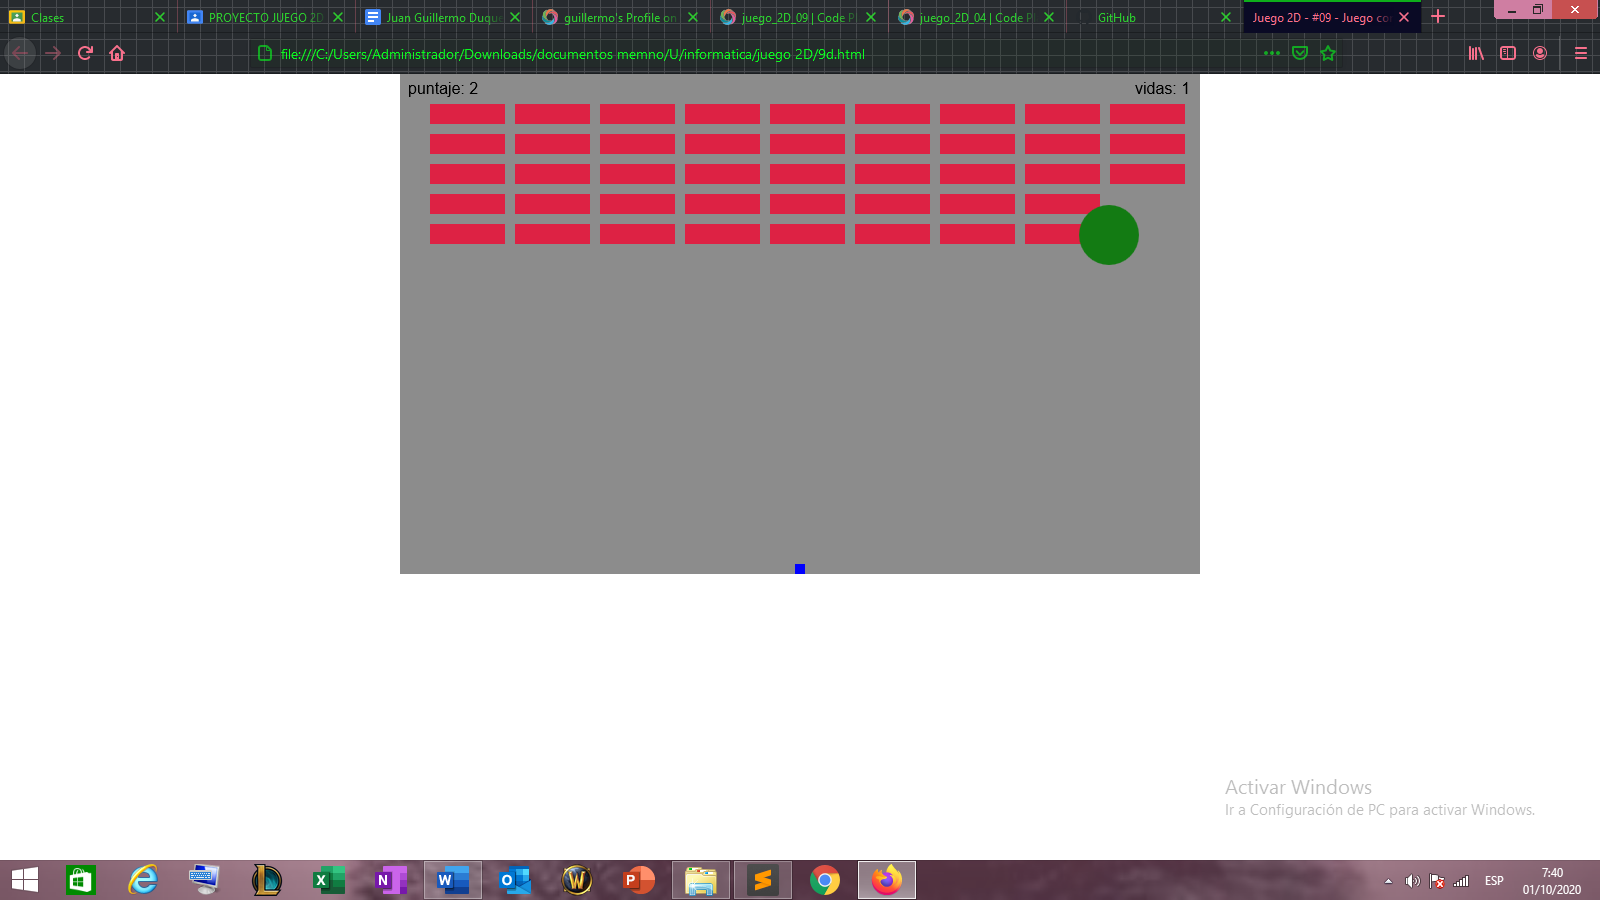 Clases
PROYECTO JUEGO 2D
Juan Guillermo Duque
guillermo's Profile on
juego_2D_09 | Code P
juego_2D_04 | Code P
GitHub
Juego 2D - #09 - Juego co
file:///C:/Users/Administrador/Downloads/documentos memno/U/informatica/juego 2D/9d.html
puntaje: 2
vidas: 1
Activar Windows
Ir a Configuración de PC para activar Windows.
ESP
7:40
01/10/2020